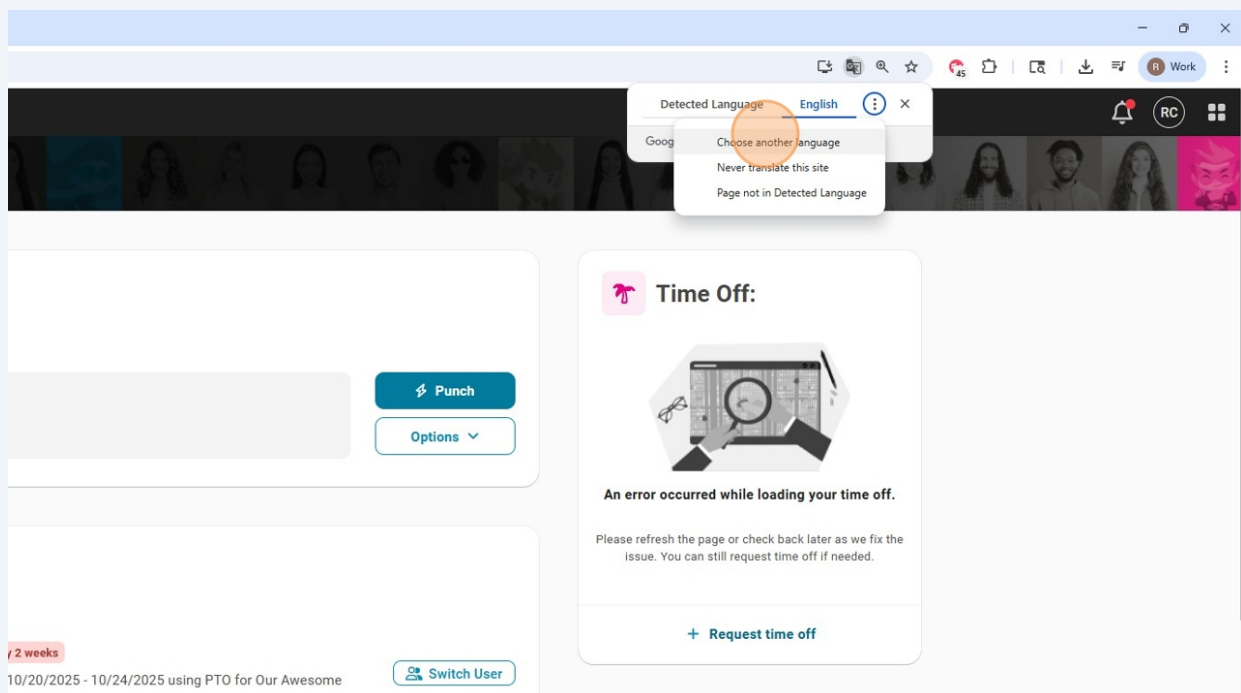 R Work
45
Detected Language English
Goog
Choose another language
Never translate this site
Page not in Detected Language
RC
Time Off:
Punch
Options
An error occurred while loading your time off.
Please refresh the page or check back later as we fix the
issue. You can still request time off if needed.
+ Request time off
y 2 weeks
10/20/2025 - 10/24/2025 using PTO for Our Awesome
Switch User